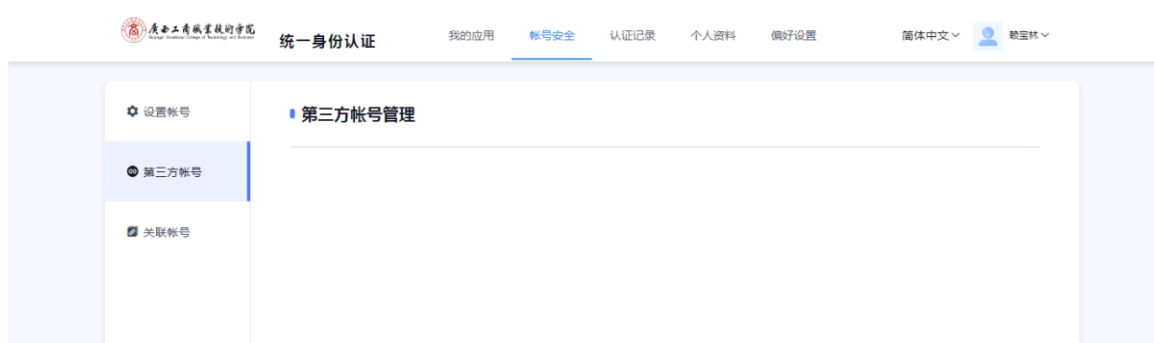 广西工商职业技术学院
统一身份认证
我的应用 帐号安全 认证记录 个人资料 偏好设置
简体中文 赖宝林
设置帐号
第三方帐号管理
第三方帐号
关联帐号